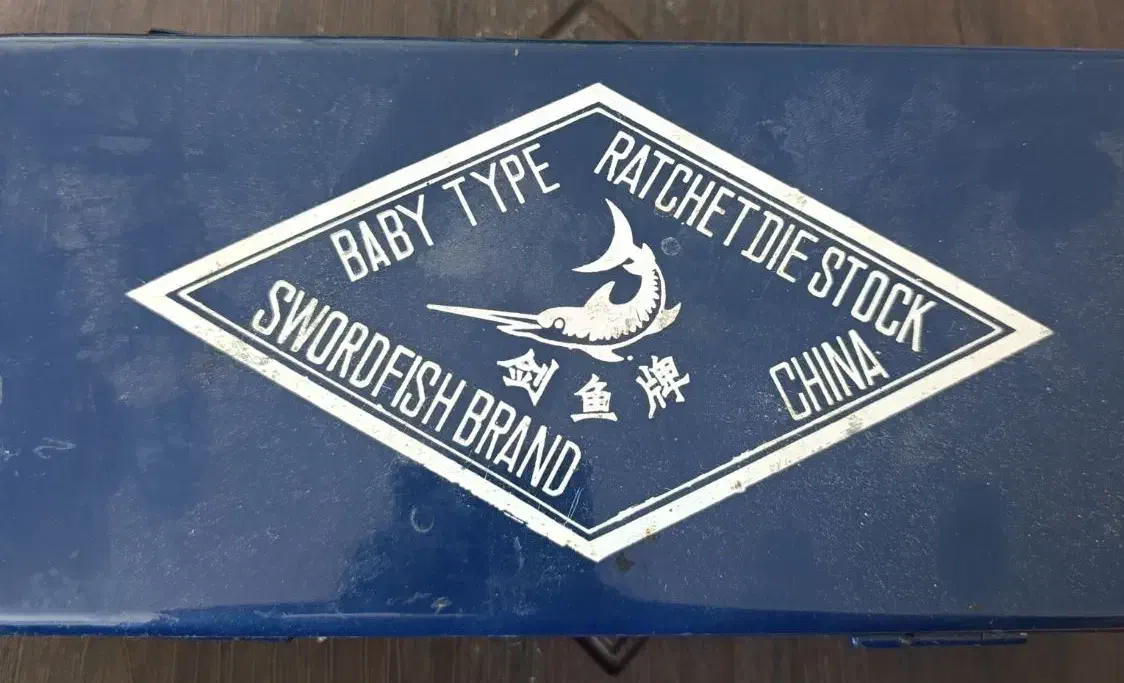 BABY TYPE
RATCHET DIE STOCK
剑鱼牌
SWORDFISH BRAND
CHINA